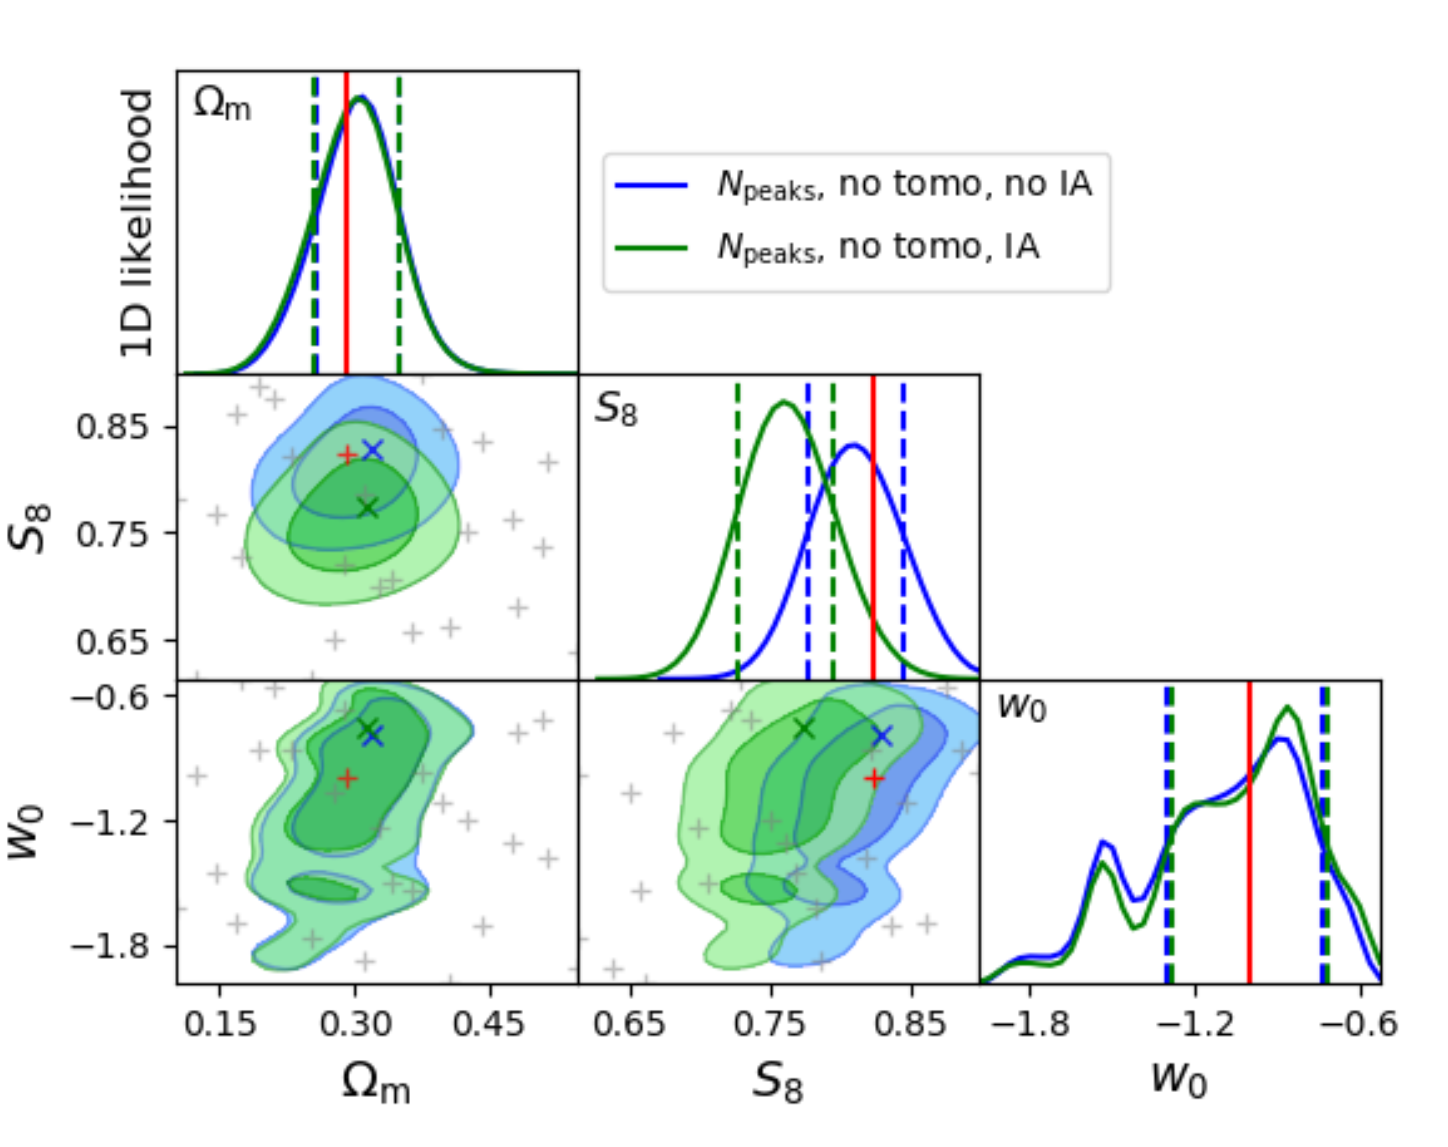 Ωm
1D likelihood
Npeaks, no tomo, no IA
Npeaks, no tomo, IA
S8
0.85
0.75
0.65
S8
−0.6
−1.2
−1.8
w0
w0
0.15 0.30 0.45
0.65 0.75 0.85
−1.8 −1.2 −0.6
Ωm
S8
w0